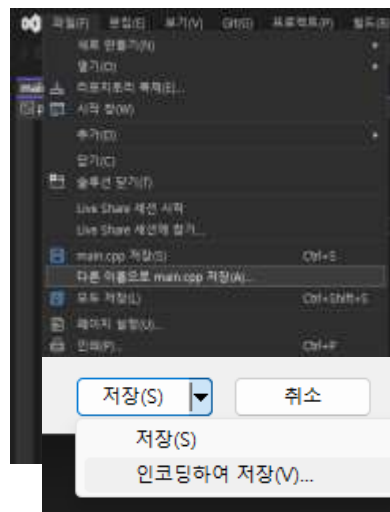 파일(F) 편집(E) 보기(V) Git(G) 프로젝트(P) 빌드(B)
새로 만들기(N)
열기(O)
리포지토리 복제(E)...
시작 창(W)
추가(D)
닫기(C)
솔루션 닫기(T)
Live Share 세션 시작
Live Share 세션에 참가...
main.cpp 저장(S) Ctrl+S
다른 이름으로 main.cpp 저장(A)...
모두 저장(L) Ctrl+Shift+S
페이지 설정(U)...
인쇄(P)... Ctrl+P
저장(S) 취소
저장(S)
인코딩하여 저장(V)...